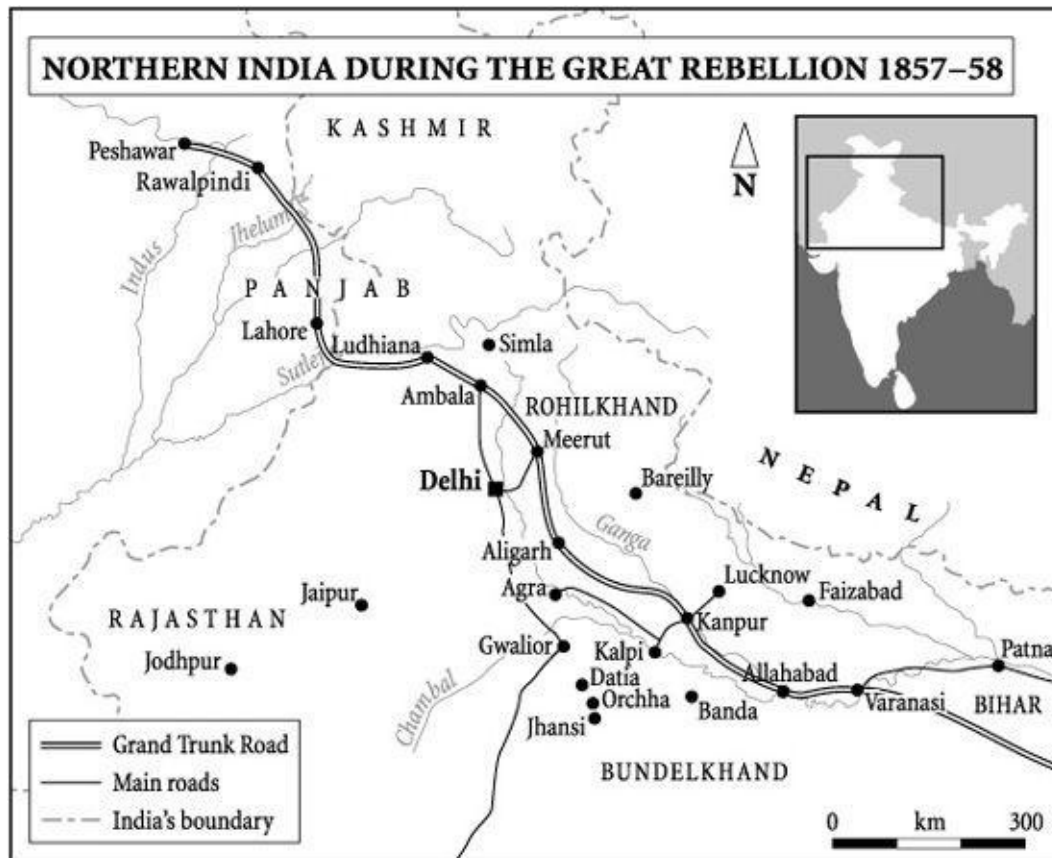 NORTHERN INDIA DURING THE GREAT REBELLION 1857–58
KASHMIR
N
Peshawar
Rawalpindi
Jhelum
Indus
PANJAB
Lahore
Ludhiana
Simla
Sutlej
Ambala
ROHILKHAND
Meerut
NEPAL
Delhi
Bareilly
Ganga
Aligarh
Lucknow
Agra
Faizabad
Jaipur
RAJASTHAN
Kanpur
Gwalior
Kalpi
Patna
Jodhpur
Allahabad
Datia
Chambal
Orchha
Banda
Varanasi
BIHAR
Jhansi
BUNDELKHAND
Grand Trunk Road
Main roads
India's boundary
0 km 300